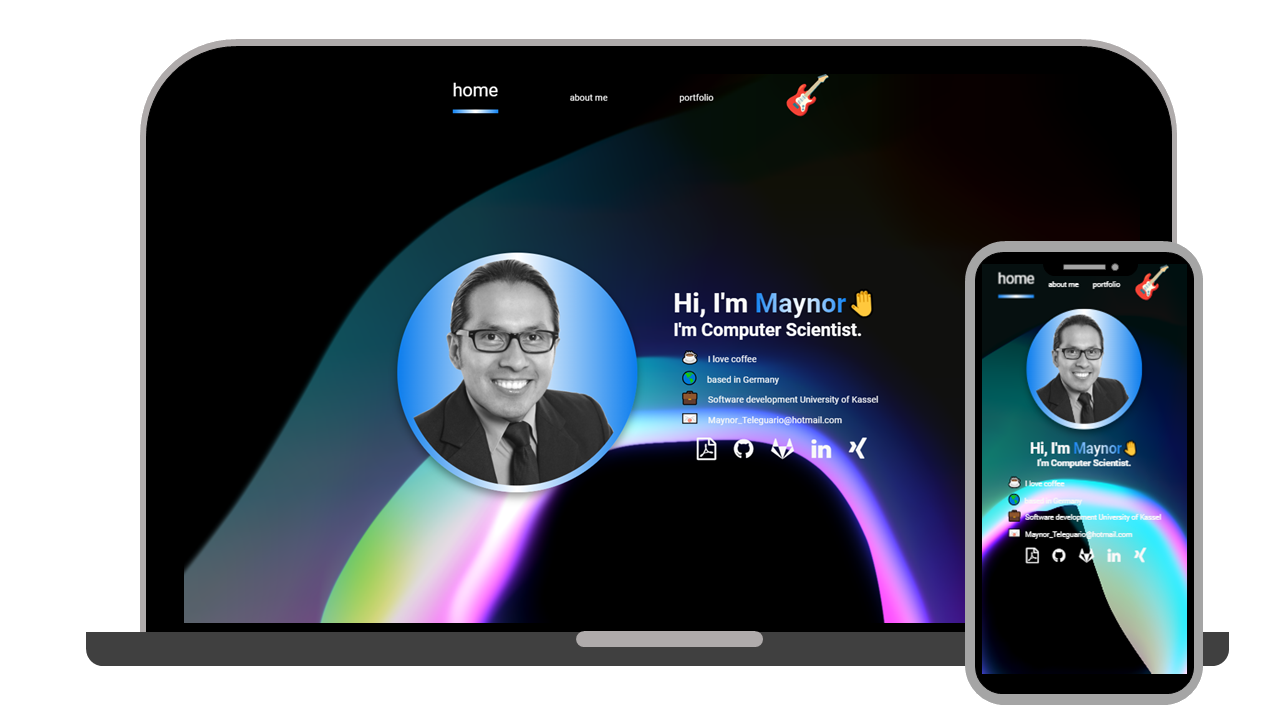 home
about me
portfolio
Hi, I'm Maynor
I'm Computer Scientist.
I love coffee
based in Germany
Software development University of Kassel
Maynor_Teleguario@hotmail.com
in
home
about me
portfolio
Hi, I'm Maynor
I'm Computer Scientist.
I love coffee
based in Germany
Software development University of Kassel
Maynor_Teleguario@hotmail.com
in